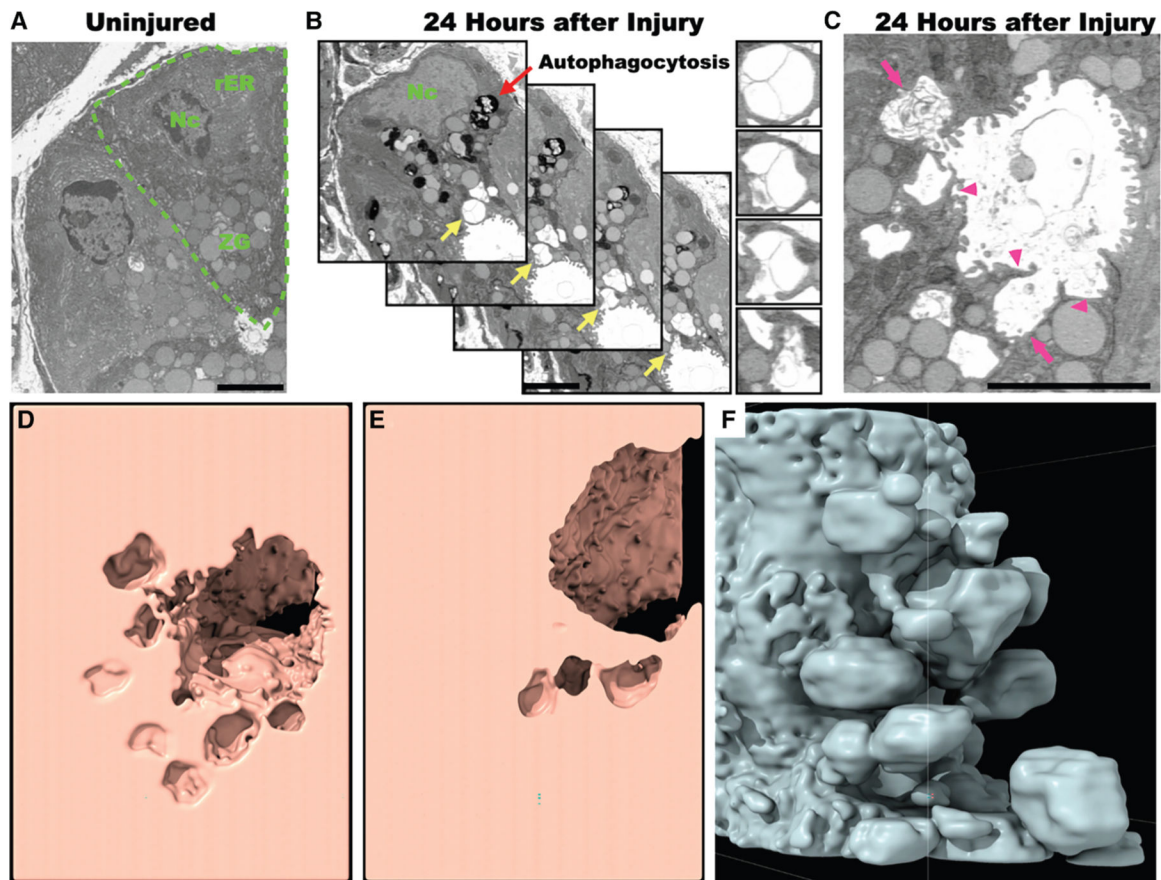 A
Uninjured
rER
Nc
ZG
B
24 Hours after Injury
Autophagocytosis
Nc
C
24 Hours after Injury
D
E
F